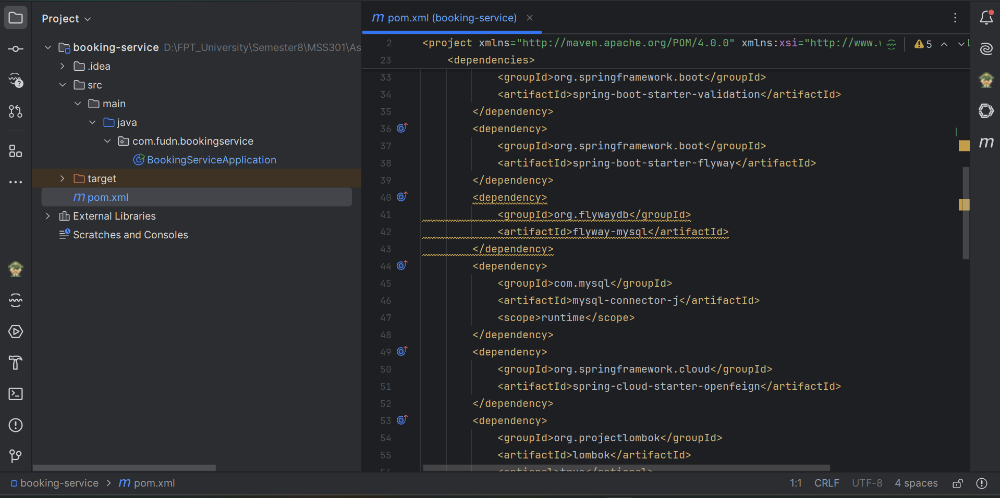 Project
booking-service D:\FPT_University\Semester8\MSS301\As
.idea
src
main
java
com.fudn.bookingservice
BookingServiceApplication
target
m pom.xml
External Libraries
Scratches and Consoles
m pom.xml (booking-service)
2 <project xmlns="http://maven.apache.org/POM/4.0.0" xmlns:xsi="http://www. 5
23 <dependencies>
33 <groupId>org.springframework.boot</groupId>
34 <artifactId>spring-boot-starter-validation</artifactId>
35 </dependency>
36 <dependency>
37 <groupId>org.springframework.boot</groupId>
38 <artifactId>spring-boot-starter-flyway</artifactId>
39 </dependency>
40 <dependency>
41 <groupId>org.flywaydb</groupId>
42 <artifactId>flyway-mysql</artifactId>
43 </dependency>
44 <dependency>
45 <groupId>com.mysql</groupId>
46 <artifactId>mysql-connector-j</artifactId>
47 <scope>runtime</scope>
48 </dependency>
49 <dependency>
50 <groupId>org.springframework.cloud</groupId>
51 <artifactId>spring-cloud-starter-openfeign</artifactId>
52 </dependency>
53 <dependency>
54 <groupId>org.projectlombok</groupId>
55 <artifactId>lombok</artifactId>
m
booking-service > m pom.xml
1:1 CRLF UTF-8 4 spaces